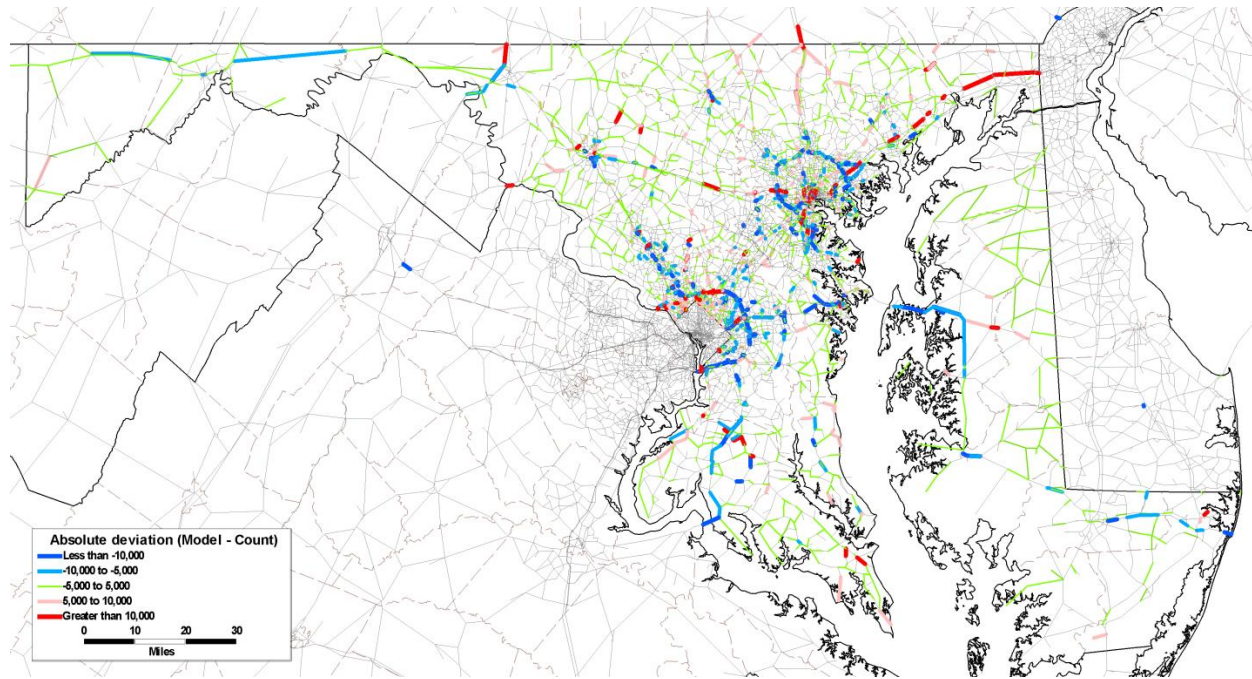 Absolute deviation (Model - Count)
Less than -10,000
-10,000 to -5,000
-5,000 to 5,000
5,000 to 10,000
Greater than 10,000
0 10 20 30
Miles